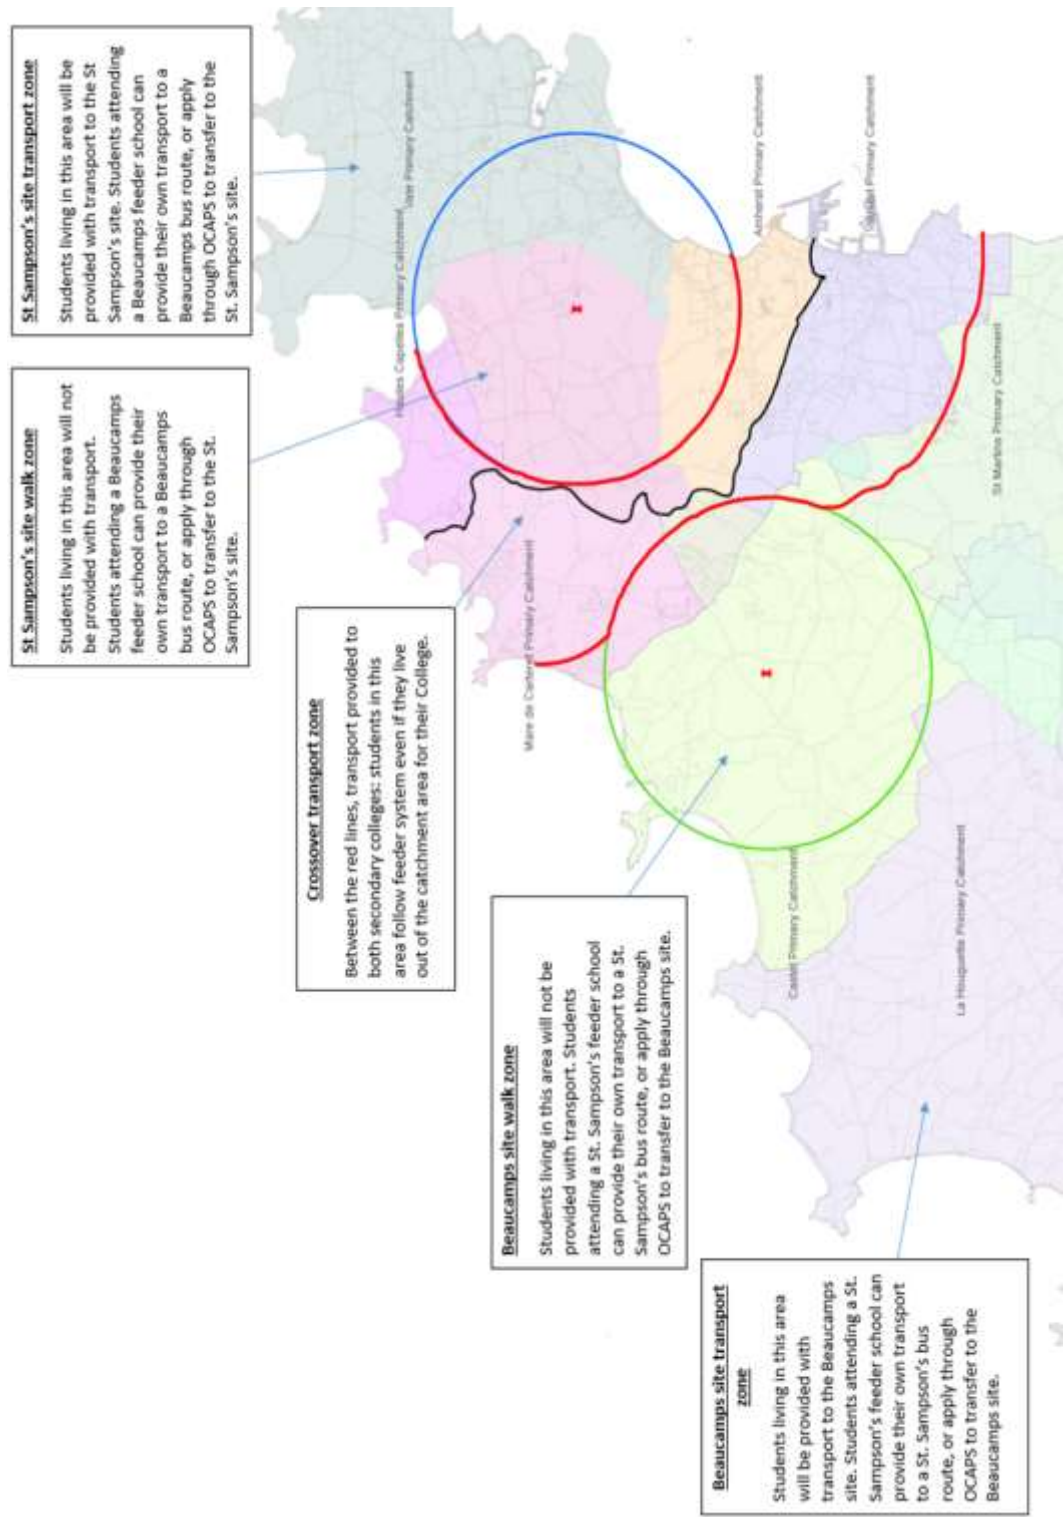 St Sampson's site transport zone
Students living in this area will be
provided with transport to the St
Sampson's site. Students attending
a Beaucamps feeder school can
provide their own transport to a
Beaucamps bus route, or apply
through OCAPS to transfer to the
St. Sampson's site.
St Sampson's site walk zone
Students living in this area will not
be provided with transport.
Students attending a Beaucamps
feeder school can provide their
own transport to a Beaucamps
bus route, or apply through
OCAPS to transfer to the St.
Sampson's site.
Crossover transport zone
Between the red lines, transport provided to
both secondary colleges: students in this
area follow feeder system even if they live
out of the catchment area for their College.
Beaucamps site walk zone
Students living in this area will not be
provided with transport. Students
attending a St. Sampson's feeder school
can provide their own transport to a St.
Sampson's bus route, or apply through
OCAPS to transfer to the Beaucamps site.
Beaucamps site transport
zone
Students living in this area
will be provided with
transport to the Beaucamps
site. Students attending a St.
Sampson's feeder school can
provide their own transport
to a St. Sampson's bus
route, or apply through
OCAPS to transfer to the
Beaucamps site.
Vale Primary Catchment
Hautes Capelles Primary Catchment
Mare de Carteret Primary Catchment
Amherst Primary Catchment
Primary Catchment
St Martins Primary Catchment
Castel Primary Catchment
La Houguette Primary Catchment